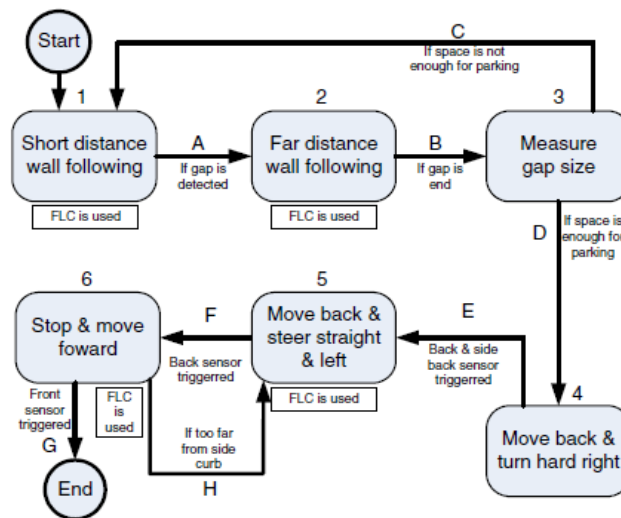 Start
C
If space is not
enough for parking
1
2
3
Short distance
wall following
A
If gap is
detected
Far distance
wall following
B
If gap is
end
Measure
gap size
FLC is used
FLC is used
D
If space is
enough for
parking
6
5
Stop & move
foward
F
Back sensor
triggerred
Move back &
steer straight
& left
E
Back & side
back sensor
triggerred
4
Front
sensor
triggered
G
FLC
is
used
If too far
from side
curb
H
FLC is used
Move back &
turn hard right
End